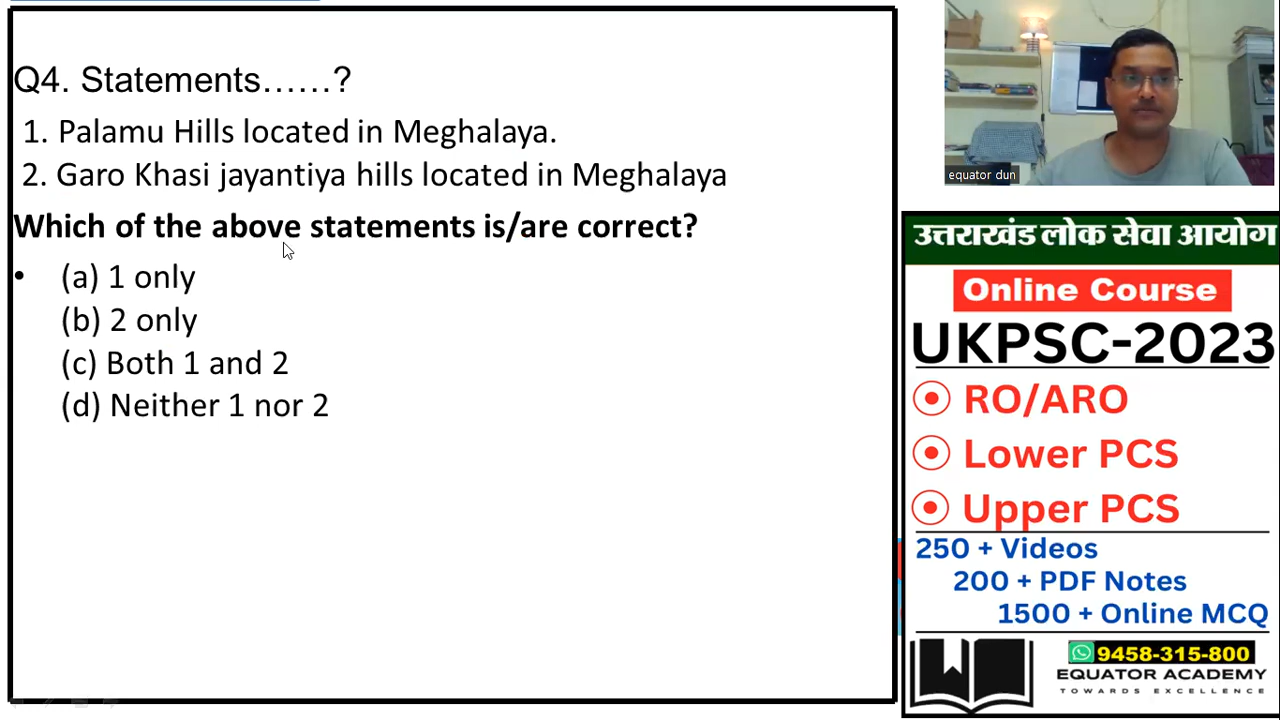 Q4. Statements……?
1. Palamu Hills located in Meghalaya.
2. Garo Khasi jayantiya hills located in Meghalaya
Which of the above statements is/are correct?
• (a) 1 only
(b) 2 only
(c) Both 1 and 2
(d) Neither 1 nor 2
equator dun
उत्तराखंड लोक सेवा आयोग
Online Course
UKPSC-2023
RO/ARO
Lower PCS
Upper PCS
250 + Videos
200 + PDF Notes
1500 + Online MCQ
9458-315-800
EQUATOR ACADEMY
TOWARDS EXCELLENCE